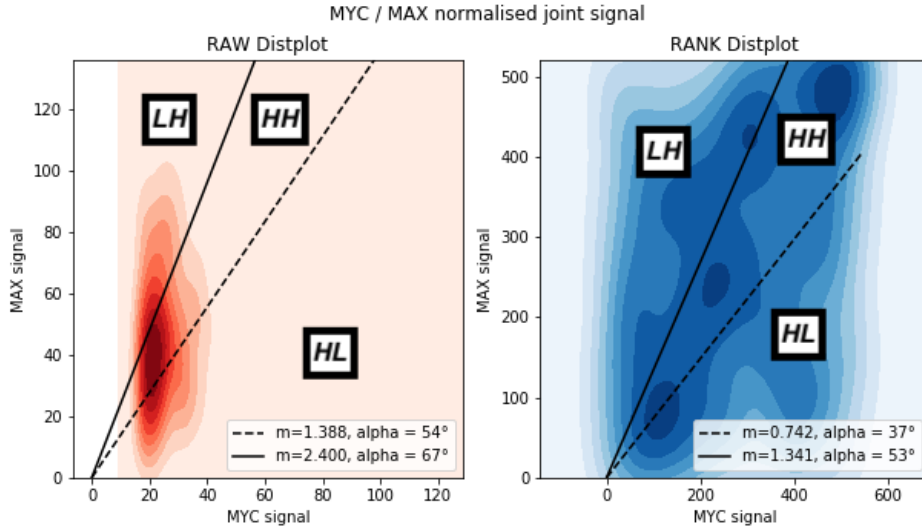 MYC / MAX normalised joint signal
RAW Distplot
MAX signal
120
100
80
60
40
20
0
LH
HH
HL
m=1.388, alpha = 54°
m=2.400, alpha = 67°
0 20 40 60 80 100 120
MYC signal
RANK Distplot
MAX signal
500
400
300
200
100
0
LH
HH
HL
m=0.742, alpha = 37°
m=1.341, alpha = 53°
0 200 400 600
MYC signal